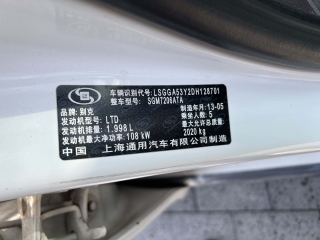 车辆识别代号: LSGGA53Y2DH128701
整车型号: SGM7206ATA
品牌: 别克
制造年月: 13-05
发动机型号: LTD
乘坐人数: 5
发动机排量: 1.998L
最大允许总质量:
发动机最大净功率: 108 kW
2020 kg
中国 上海通用汽车有限公司制造